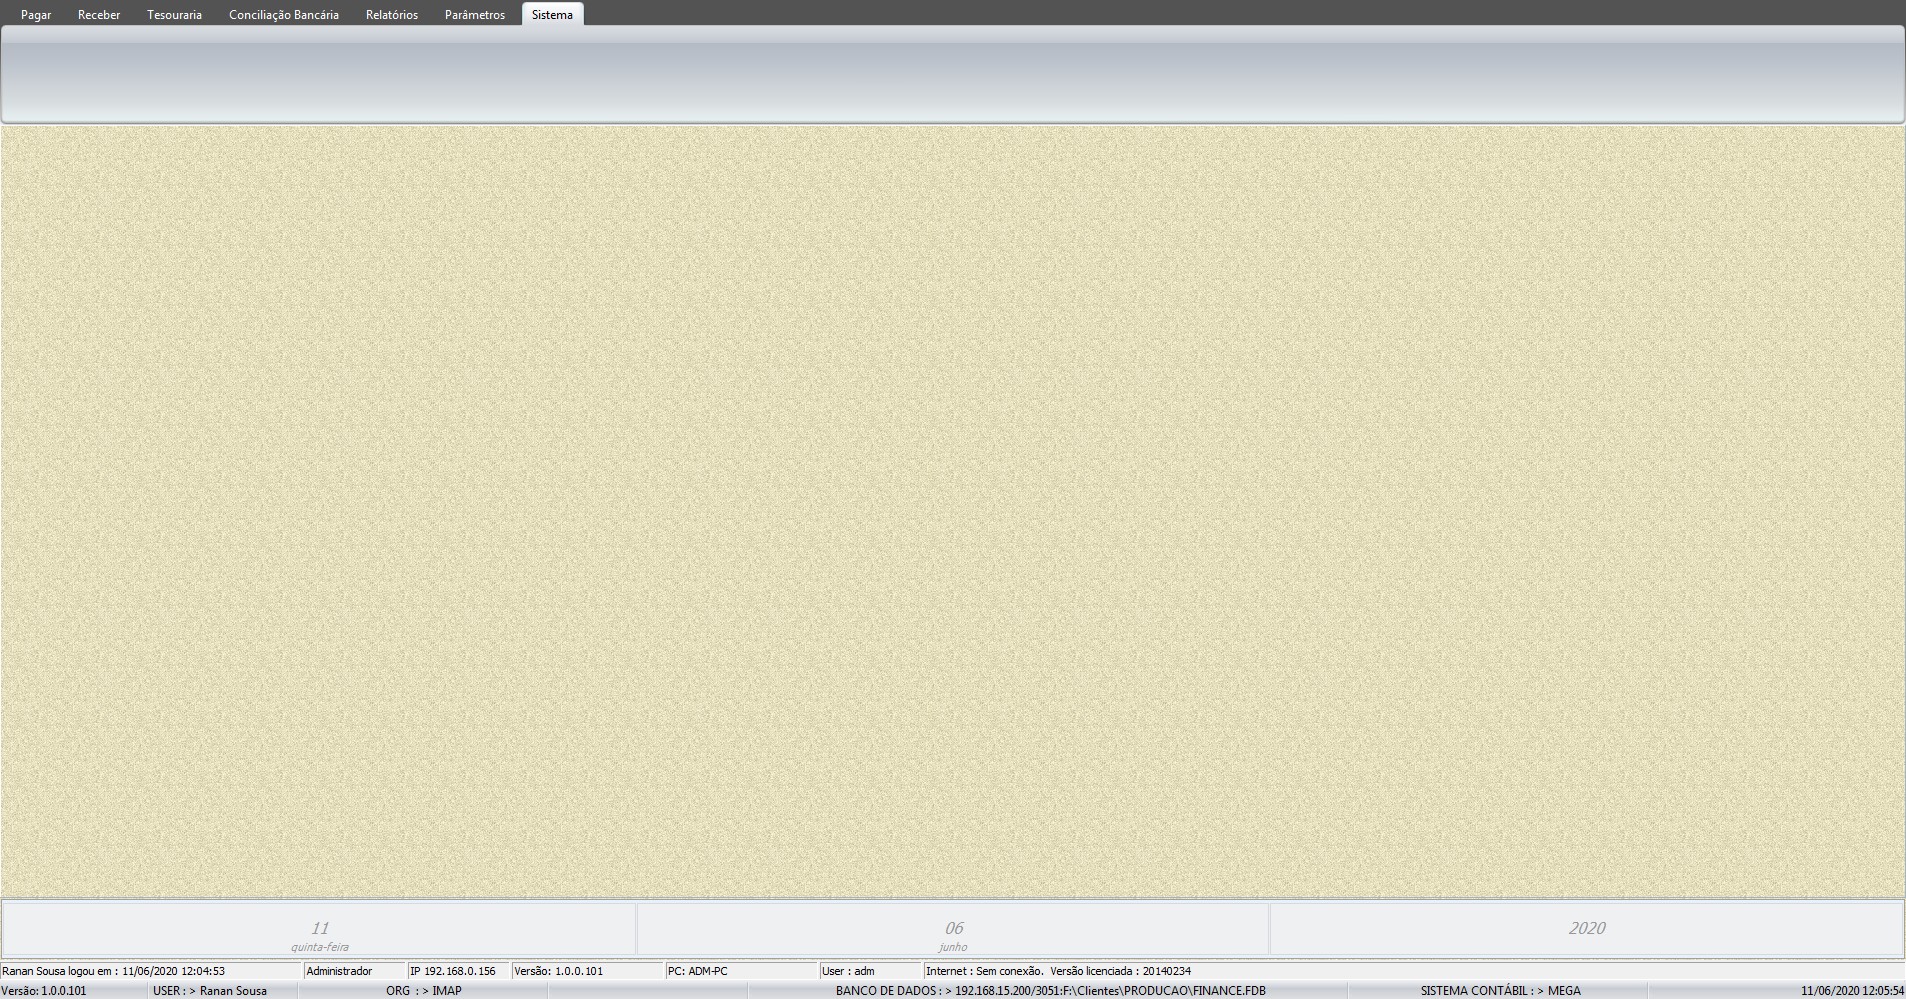 Pagar Receber Tesouraria Conciliação Bancária Relatórios Parâmetros Sistema
11 06 2020
quinta-feira junho
Ranan Sousa logou em : 11/06/2020 12:04:53 Administrador IP 192.168.0.156 Versão: 1.0.0.101 PC: ADM-PC User : adm Internet : Sem conexão. Versão licenciada : 20140234
Versão: 1.0.0.101 USER : > Ranan Sousa ORG : > IMAP BANCO DE DADOS : > 192.168.15.200/3051:F:\Clientes\PRODUCAO\FINANCE.FDB SISTEMA CONTÁBIL : > MEGA 11/06/2020 12:05:54